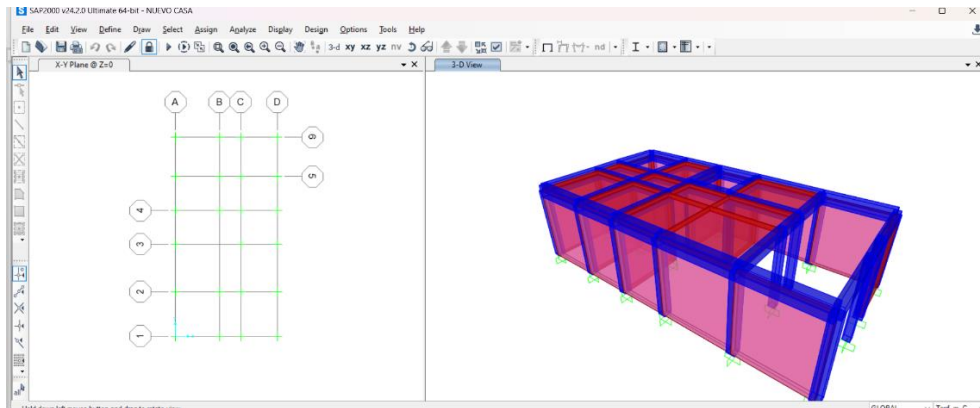 SAP2000 v24.2.0 Ultimate 64-bit - NUEVO CASA
File Edit View Define Draw Select Assign Analyze Display Design Options Tools Help
3-d xy xz yz nv
nd
X-Y Plane @ Z=0
3-D View
A B C D
6
5
4
3
2
1
GLOBAL